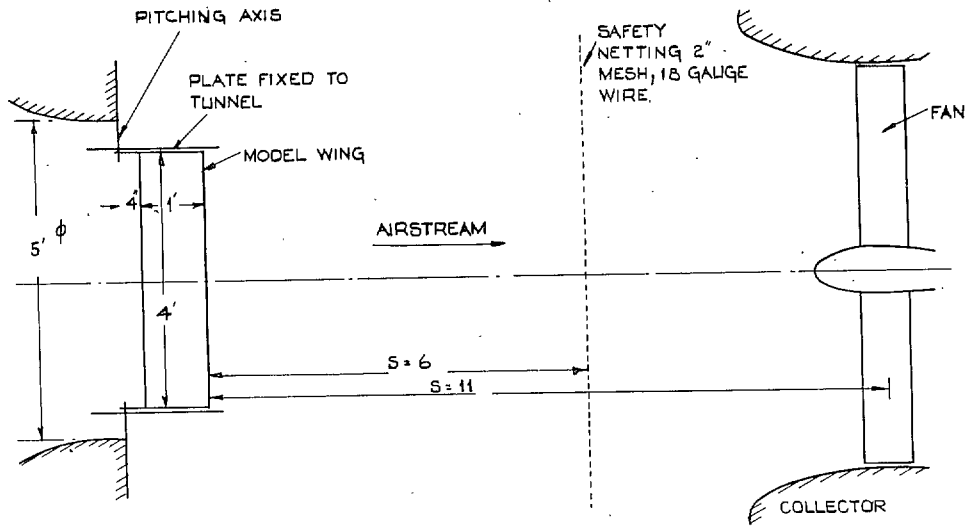 PITCHING AXIS
PLATE FIXED TO
TUNNEL
MODEL WING
SAFETY
NETTING 2"
MESH, 18 GAUGE
WIRE.
FAN
4"
1'
AIRSTREAM
5' ϕ
4'
S=6
S=11
COLLECTOR